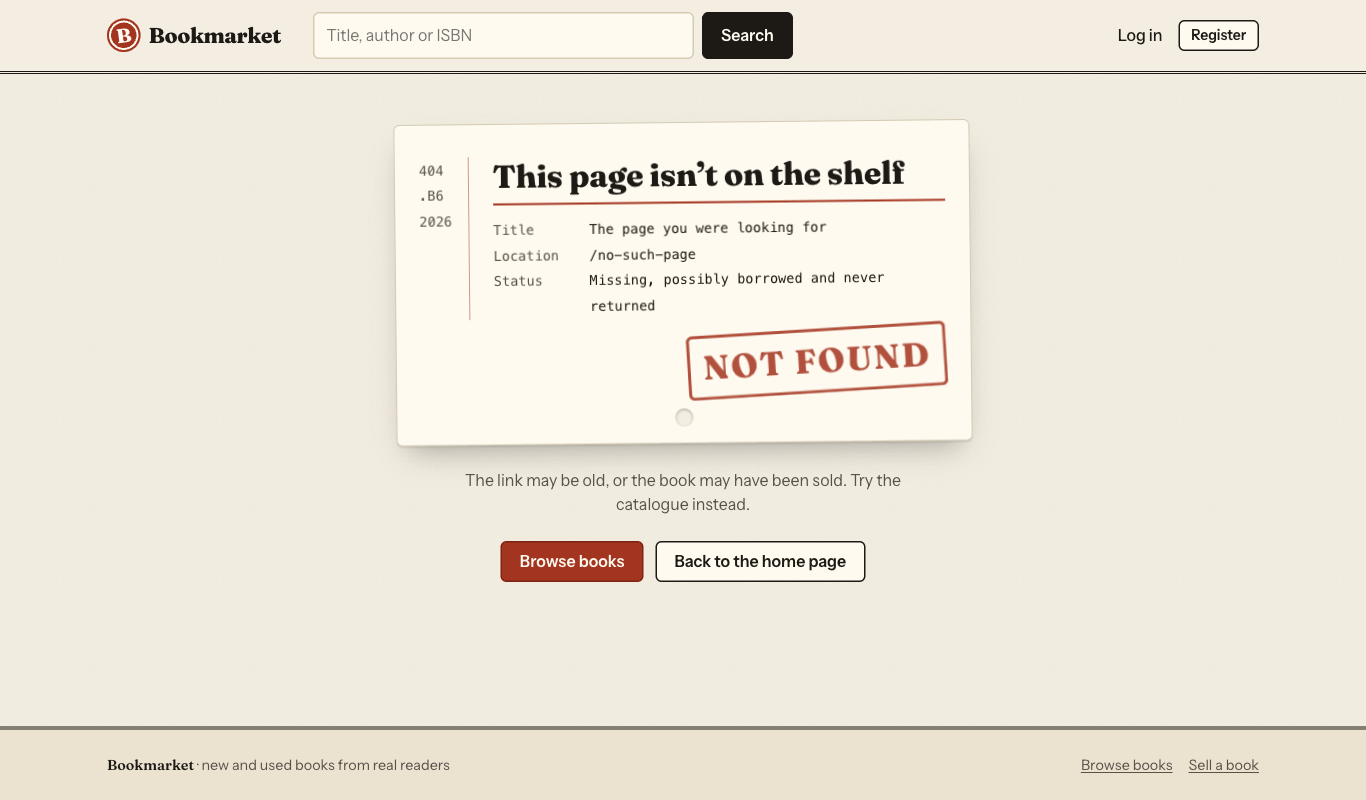 B Bookmarket
Title, author or ISBN
Search
Log in
Register
404
.B6
2026
This page isn’t on the shelf
Title The page you were looking for
Location /no-such-page
Status Missing, possibly borrowed and never
returned
NOT FOUND
The link may be old, or the book may have been sold. Try the
catalogue instead.
Browse books
Back to the home page
Bookmarket · new and used books from real readers
Browse books
Sell a book